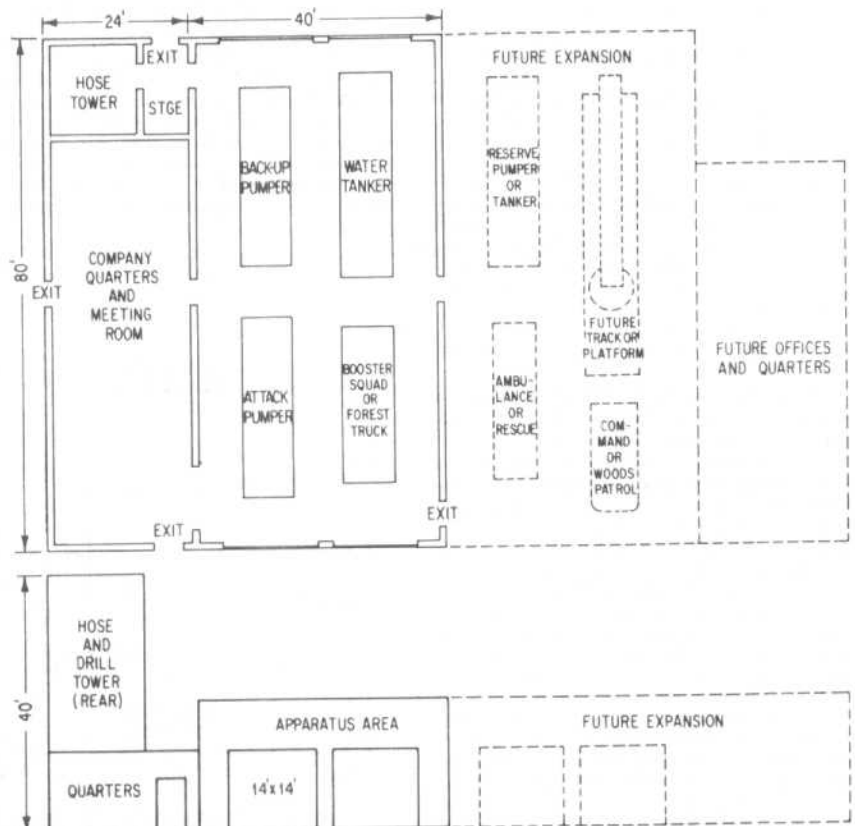 24'
40'
EXIT
HOSE
TOWER
STGE
80'
COMPANY
QUARTERS
AND
MEETING
ROOM
EXIT
BACK-UP
PUMPER
WATER
TANKER
ATTACK
PUMPER
BOOSTER
SQUAD
OR
FOREST
TRUCK
EXIT
EXIT
FUTURE EXPANSION
RESERVE
PUMPER
OR
TANKER
FUTURE
TRACK OR
PLATFORM
AMBU-
LANCE
OR
RESCUE
COM-
MAND
OR
WOODS
PATROL
FUTURE OFFICES
AND QUARTERS
40'
HOSE
AND
DRILL
TOWER
(REAR)
QUARTERS
APPARATUS AREA
14'x14'
FUTURE EXPANSION